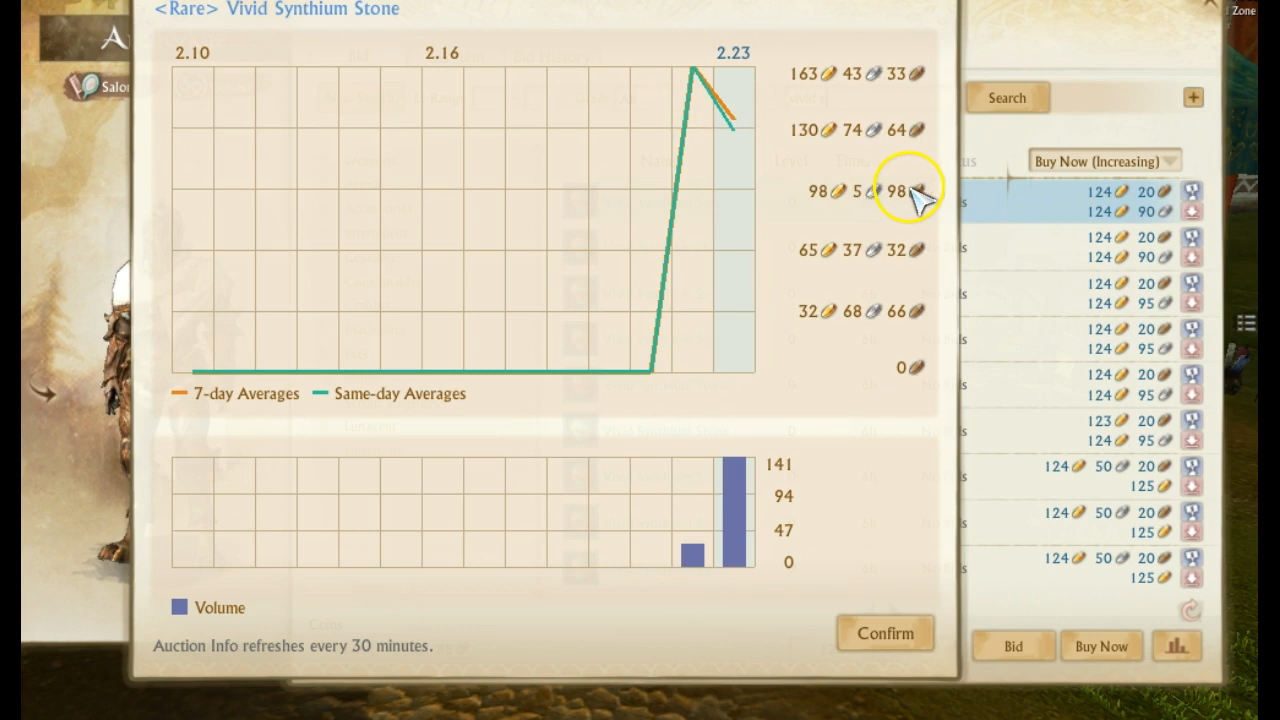 <Rare> Vivid Synthium Stone
Zone
2.10 2.16 2.23
163 43 33
130 74 64
98 5 98
65 37 32
32 68 66
0
7-day Averages Same-day Averages
141
94
47
0
Volume
Auction Info refreshes every 30 minutes.
Confirm
Search
+
Buy Now (Increasing)
124 20
124 90
124 20
124 90
124 20
124 95
124 20
124 95
124 20
124 95
123 20
124 95
124 50 20
125
124 50 20
125
124 50 20
125
Bid Buy Now